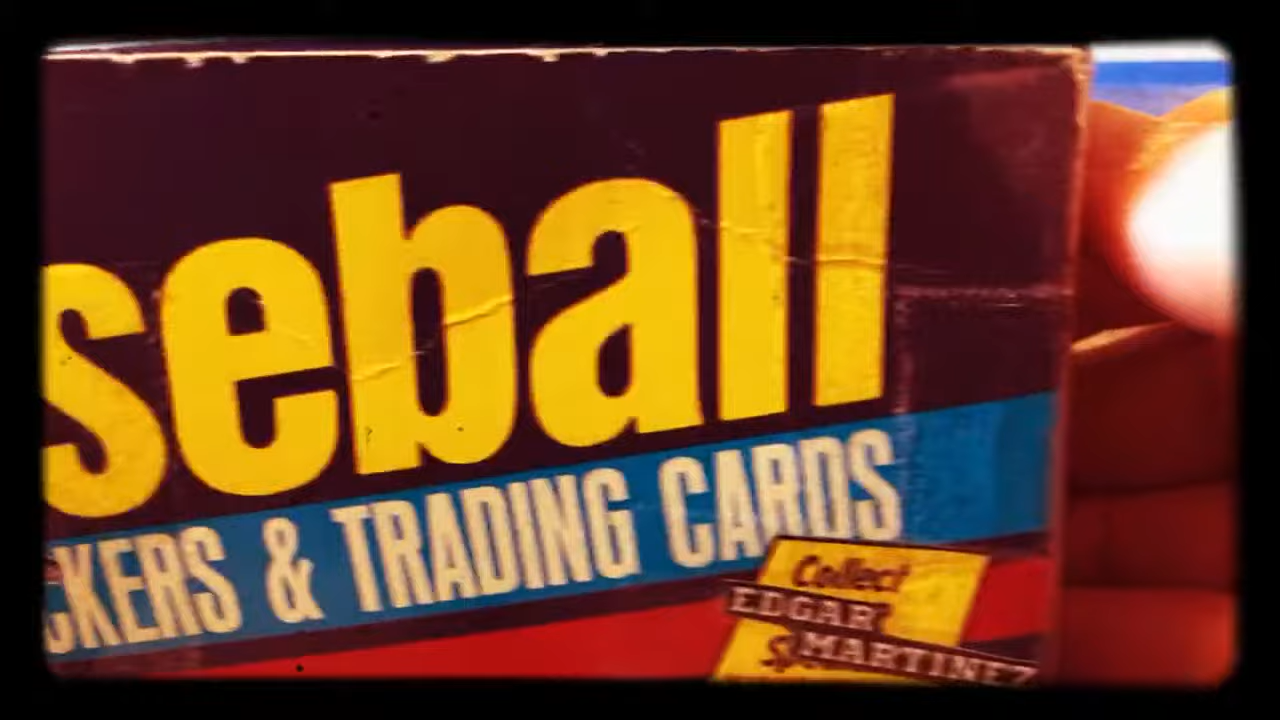 seball
CKERS & TRADING CARDS
Collect
EDGAR
MARTINEZ